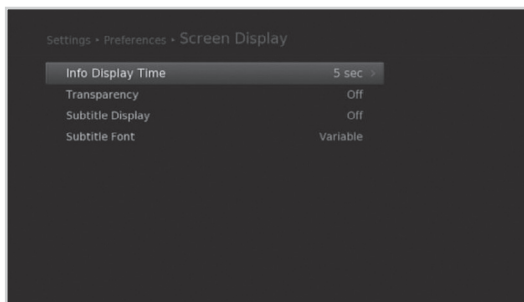 Settings • Preferences • Screen Display
Info Display Time 5 sec >
Transparency Off
Subtitle Display Off
Subtitle Font Variable